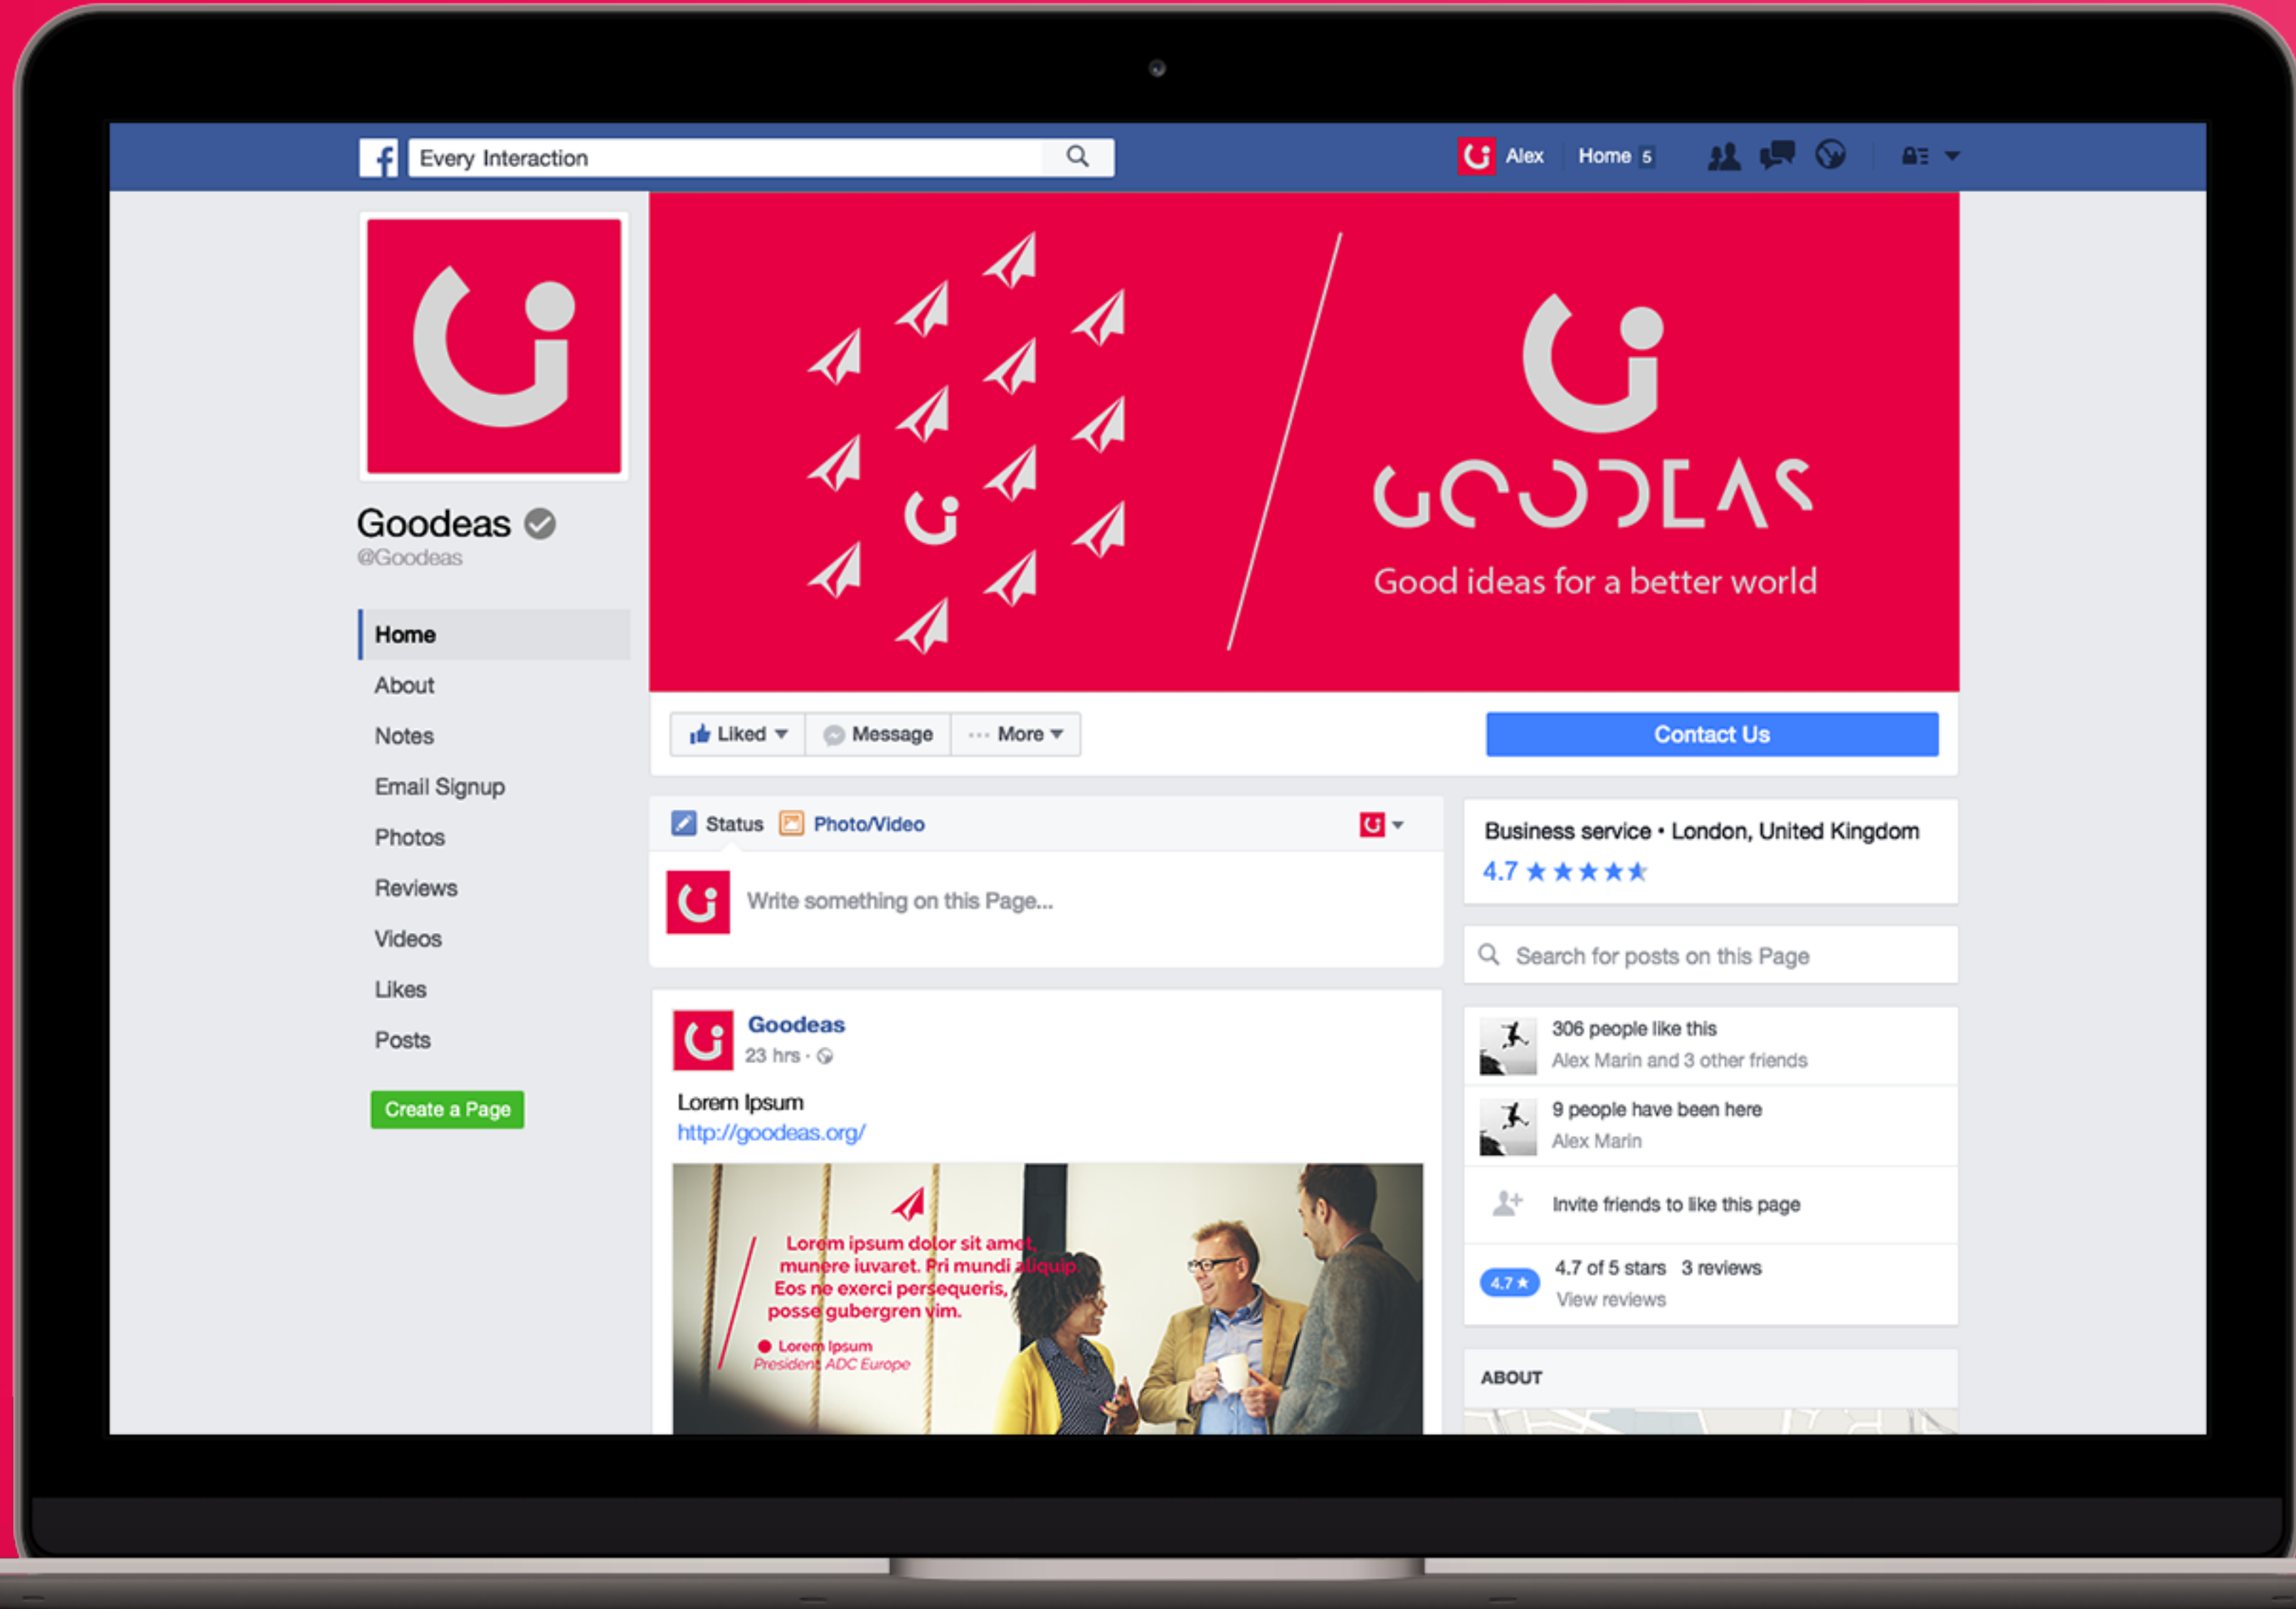 Every Interaction
Alex
Home 5
Goodeas
@Goodeas
Home
About
Notes
Email Signup
Photos
Reviews
Videos
Likes
Posts
Create a Page
GOODEAS
Good ideas for a better world
Liked
Message
More
Contact Us
Status
Photo/Video
Write something on this Page...
Goodeas
23 hrs
Lorem Ipsum
http://goodeas.org/
Lorem ipsum dolor sit amet,
munere iuvaret. Pri mundi aliquip.
Eos ne exerci persequeris,
posse gubergren vim.
Lorem Ipsum
President, ADC Europe
Business service • London, United Kingdom
4.7
Search for posts on this Page
306 people like this
Alex Marin and 3 other friends
9 people have been here
Alex Marin
Invite friends to like this page
4.7
4.7 of 5 stars 3 reviews
View reviews
ABOUT